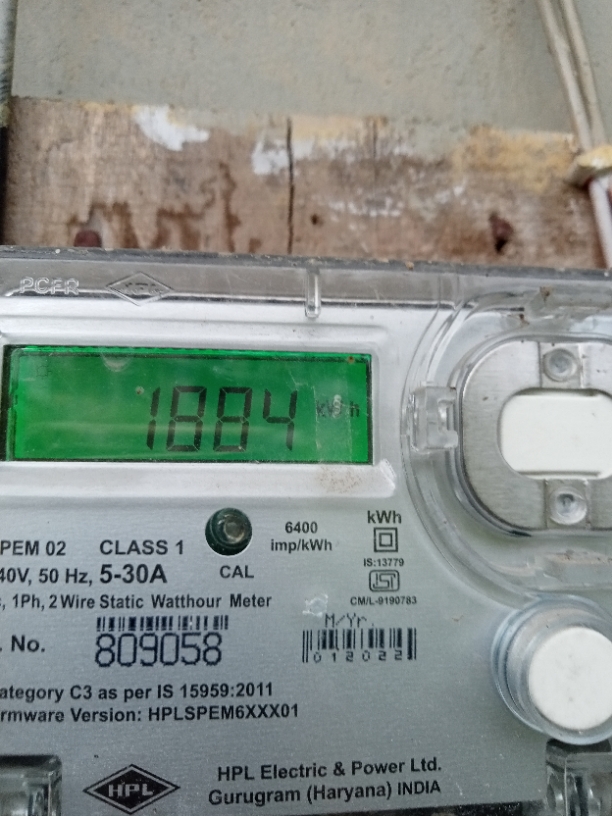 1884 kWh
PEM 02 CLASS 1
6400
imp/kWh
kWh
40V, 50 Hz, 5-30A
CAL
IS:13779
, 1Ph, 2 Wire Static Watthour Meter
CM/L-9190783
M/Yr.
. No. 809058
012022
ategory C3 as per IS 15959:2011
rmware Version: HPLSPEM6XXX01
HPL
HPL Electric & Power Ltd.
Gurugram (Haryana) INDIA